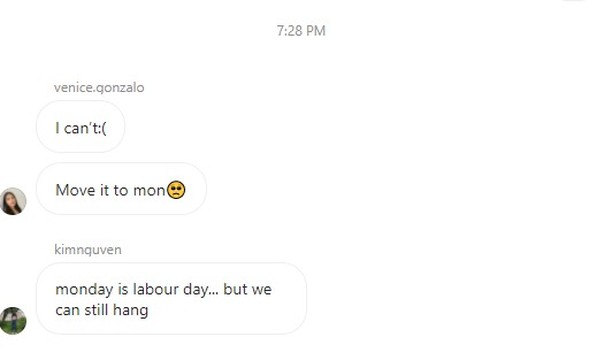 7:28 PM
venice.gonzalo
I can't:(
Move it to mon🥺
kimnguyen
monday is labour day... but we
can still hang